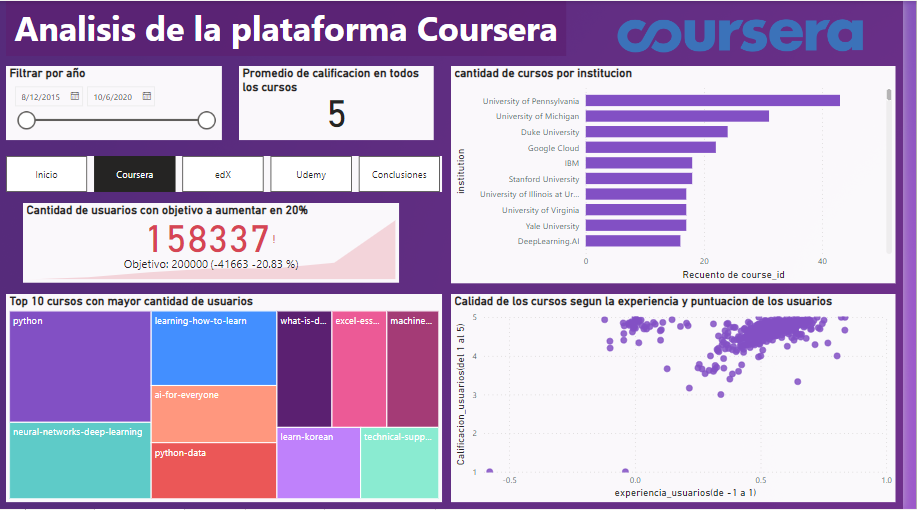 Analisis de la plataforma Coursera
coursera
Filtrar por año
8/12/2015
10/6/2020
Promedio de calificacion en todos
los cursos
5
Inicio
Coursera
edX
Udemy
Conclusiones
Cantidad de usuarios con objetivo a aumentar en 20%
158337!
Objetivo: 200000 (-41663 -20.83 %)
cantidad de cursos por institucion
institution
University of Pennsylvania
University of Michigan
Duke University
Google Cloud
IBM
Stanford University
University of Illinois at Ur...
University of Virginia
Yale University
DeepLearning.AI
0
20
40
Recuento de course_id
Top 10 cursos con mayor cantidad de usuarios
python
learning-how-to-learn
what-is-d...
excel-ess...
machine...
ai-for-everyone
neural-networks-deep-learning
python-data
learn-korean
technical-supp...
Calidad de los cursos segun la experiencia y puntuacion de los usuarios
Calificacion_usuarios(del 1 al 5)
5
4
3
2
1
-0.5
0.0
0.5
1.0
experiencia_usuarios(de -1 a 1)